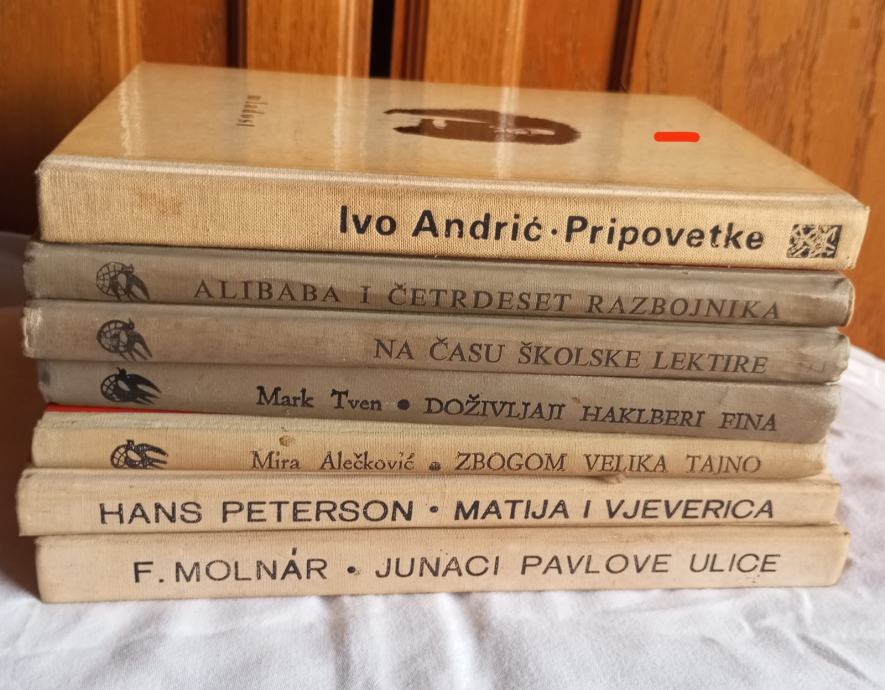 mladost
Ivo Andrić · Pripovetke
ALIBABA I ČETRDESET RAZBOJNIKA
NA ČASU ŠKOLSKE LEKTIRE
Mark Tven • DOŽIVLJAJI HAKLBERI FINA
Mira Alečković • ZBOGOM VELIKA TAJNO
HANS PETERSON • MATIJA I VJEVERICA
F. MOLNÁR • JUNACI PAVLOVE ULICE